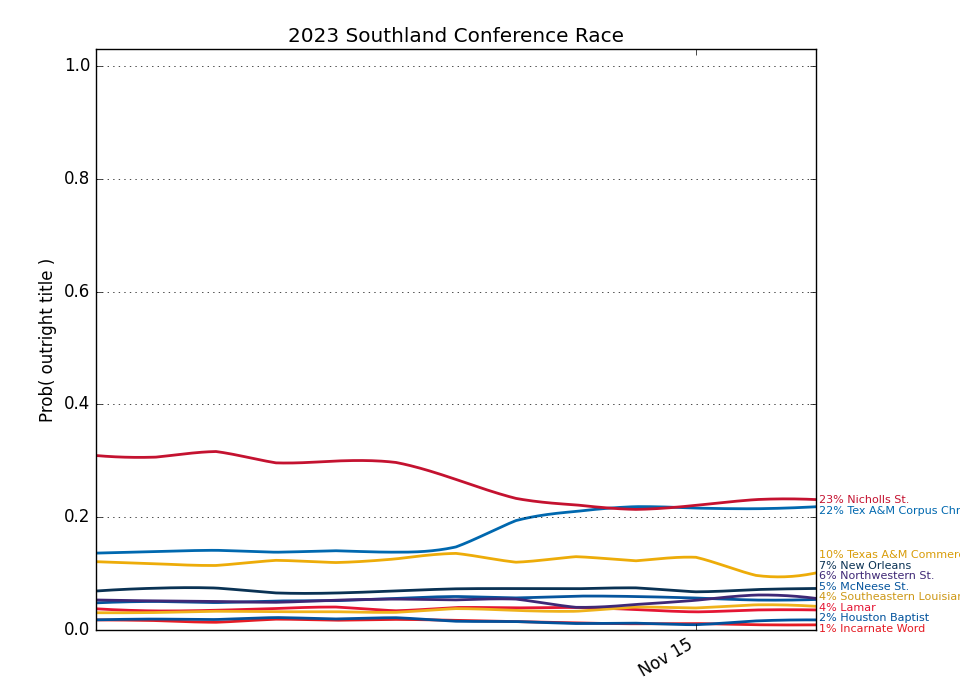 2023 Southland Conference Race
Prob( outright title )
1.0
0.8
0.6
0.4
0.2
0.0
Nov 15
23% Nicholls St.
22% Tex A&M Corpus Chr
10% Texas A&M Commerc
7% New Orleans
6% Northwestern St.
5% McNeese St.
4% Southeastern Louisian
4% Lamar
2% Houston Baptist
1% Incarnate Word